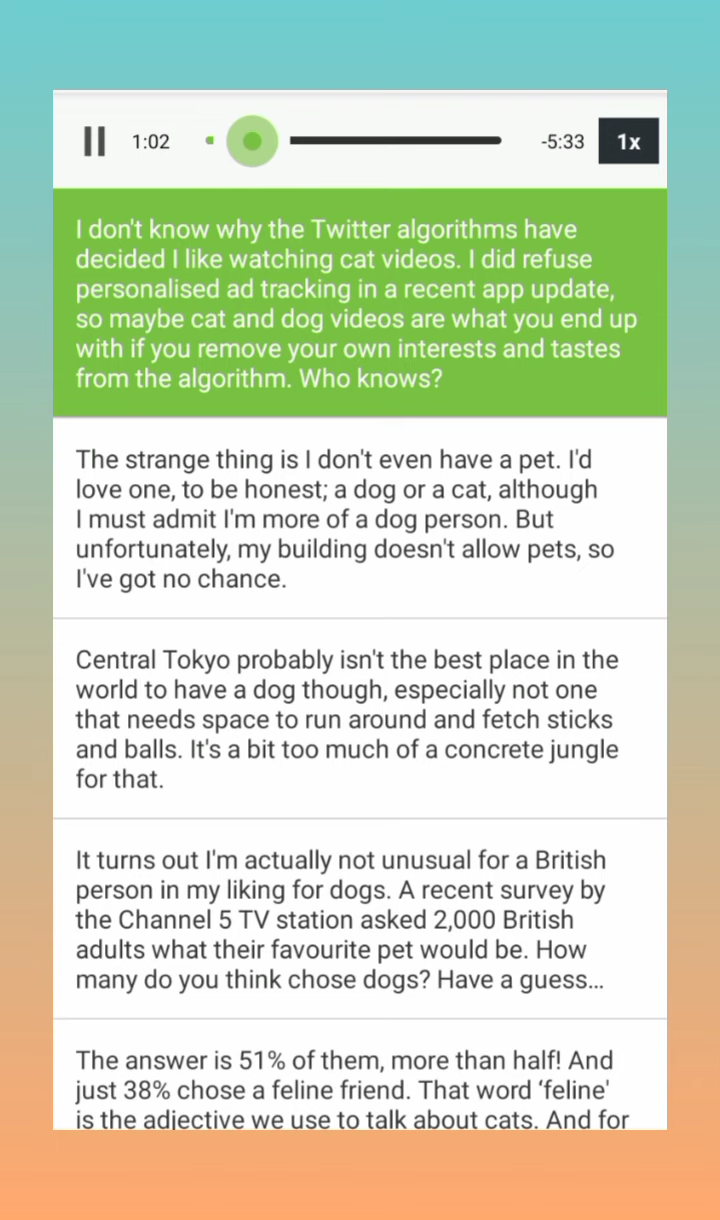 1:02
-5:33
1x
I don't know why the Twitter algorithms have
decided I like watching cat videos. I did refuse
personalised ad tracking in a recent app update,
so maybe cat and dog videos are what you end up
with if you remove your own interests and tastes
from the algorithm. Who knows?
The strange thing is I don't even have a pet. I'd
love one, to be honest; a dog or a cat, although
I must admit I'm more of a dog person. But
unfortunately, my building doesn't allow pets, so
I've got no chance.
Central Tokyo probably isn't the best place in the
world to have a dog though, especially not one
that needs space to run around and fetch sticks
and balls. It's a bit too much of a concrete jungle
for that.
It turns out I'm actually not unusual for a British
person in my liking for dogs. A recent survey by
the Channel 5 TV station asked 2,000 British
adults what their favourite pet would be. How
many do you think chose dogs? Have a guess...
The answer is 51% of them, more than half! And
just 38% chose a feline friend. That word ‘feline'
is the adjective we use to talk about cats. And for